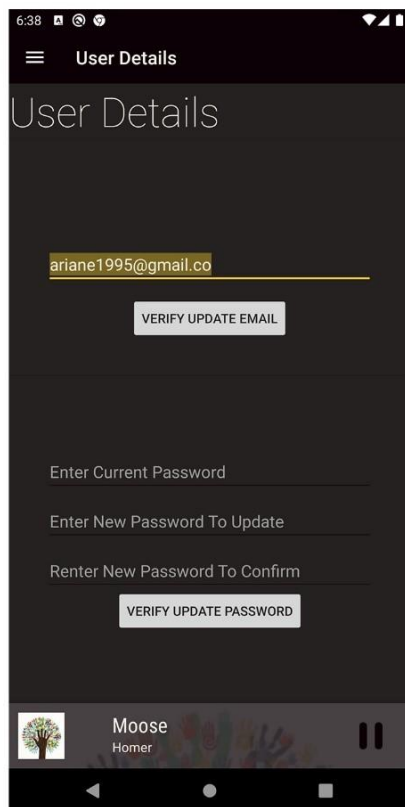 6:38
User Details
User Details
ariane1995@gmail.co
VERIFY UPDATE EMAIL
Enter Current Password
Enter New Password To Update
Renter New Password To Confirm
VERIFY UPDATE PASSWORD
Moose
Homer